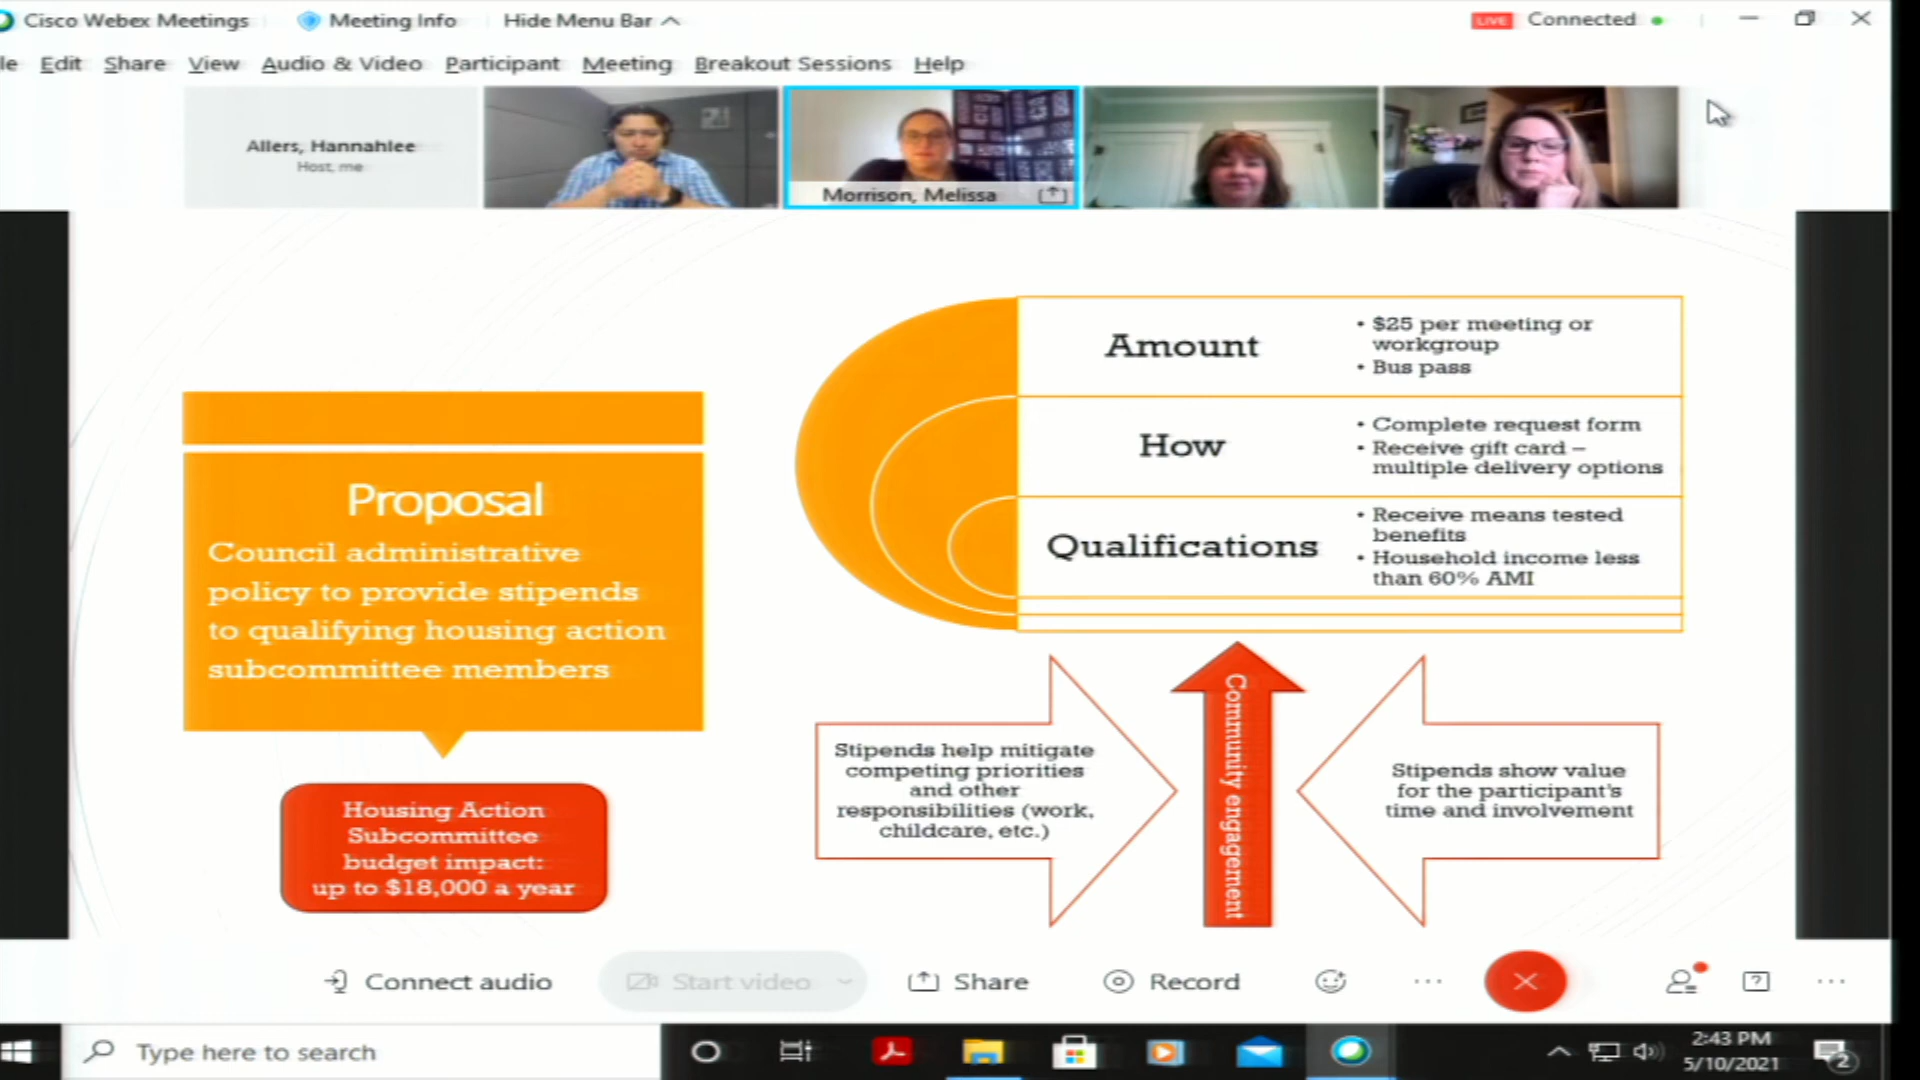 Cisco Webex Meetings
Meeting Info
Hide Menu Bar
LIVE
Connected
le Edit Share View Audio & Video Participant Meeting Breakout Sessions Help
Allers, Hannahlee
Host, me
Morrison, Melissa
Proposal
Council administrative
policy to provide stipends
to qualifying housing action
subcommittee members
Housing Action
Subcommittee
budget impact:
up to $18,000 a year
Amount
• $25 per meeting or
workgroup
• Bus pass
How
• Complete request form
• Receive gift card –
multiple delivery options
Qualifications
• Receive means tested
benefits
• Household income less
than 60% AMI
Stipends help mitigate
competing priorities
and other
responsibilities (work,
childcare, etc.)
Community engagement
Stipends show value
for the participant's
time and involvement
Connect audio
Start video
Share
Record
Type here to search
2:43 PM
5/10/2021
2